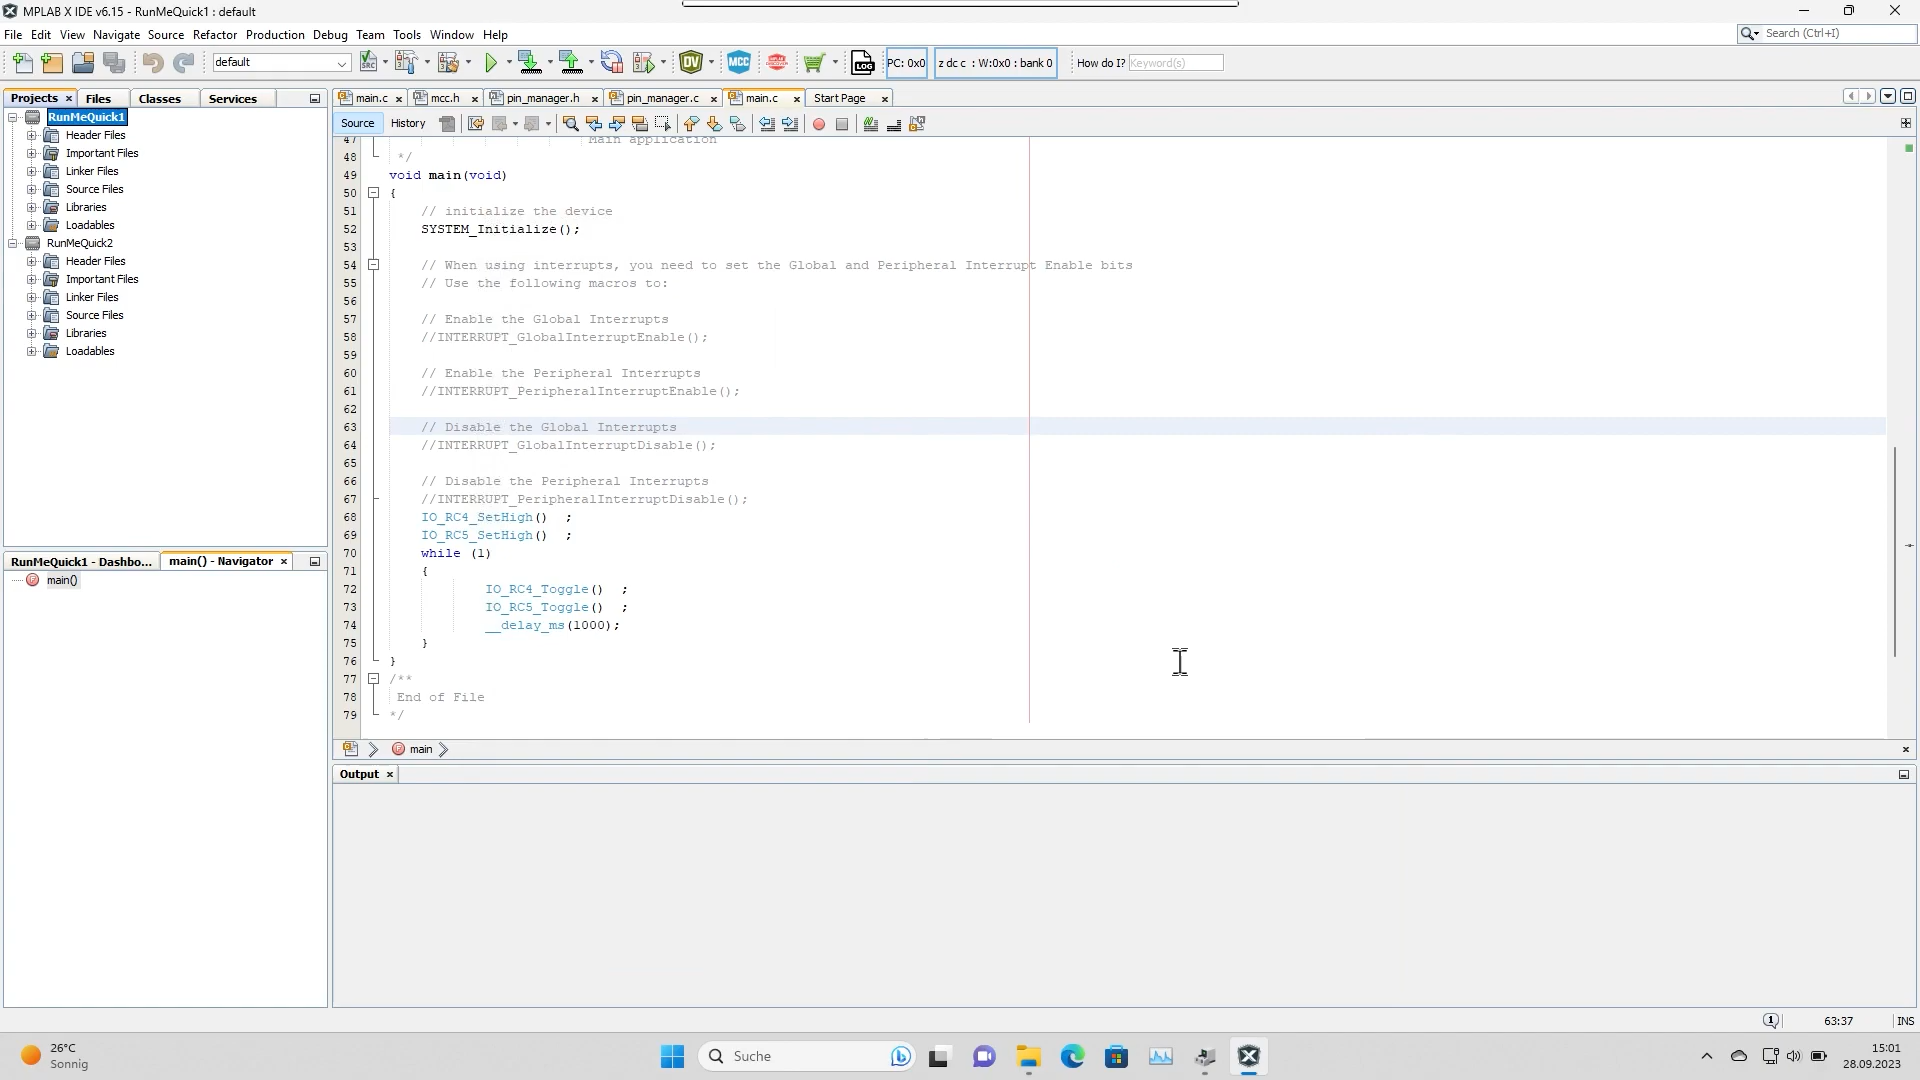 MPLAB X IDE v6.15 - RunMeQuick1 : default
File Edit View Navigate Source Refactor Production Debug Team Tools Window Help
Search (Ctrl+I)
default
SRC
DV
MCC
LOG
PC: 0x0
z dc c : W:0x0 : bank 0
How do I? Keyword(s)
Projects Files Classes Services
RunMeQuick1
Header Files
Important Files
Linker Files
Source Files
Libraries
Loadables
RunMeQuick2
Header Files
Important Files
Linker Files
Source Files
Libraries
Loadables
RunMeQuick1 - Dashbo... main() - Navigator
main()
main.c mcc.h pin_manager.h pin_manager.c main.c Start Page
Source History
47 Main application
48 */
49 void main(void)
50 {
51 // initialize the device
52 SYSTEM_Initialize();
53
54 // When using interrupts, you need to set the Global and Peripheral Interrupt Enable bits
55 // Use the following macros to:
56
57 // Enable the Global Interrupts
58 //INTERRUPT_GlobalInterruptEnable();
59
60 // Enable the Peripheral Interrupts
61 //INTERRUPT_PeripheralInterruptEnable();
62
63 // Disable the Global Interrupts
64 //INTERRUPT_GlobalInterruptDisable();
65
66 // Disable the Peripheral Interrupts
67 //INTERRUPT_PeripheralInterruptDisable();
68 IO_RC4_SetHigh() ;
69 IO_RC5_SetHigh() ;
70 while (1)
71 {
72 IO_RC4_Toggle() ;
73 IO_RC5_Toggle() ;
74 __delay_ms(1000);
75 }
76 }
77 /**
78 End of File
79 */
main
Output
1
63:37
INS
26°C
Sonnig
Suche
15:01
28.09.2023